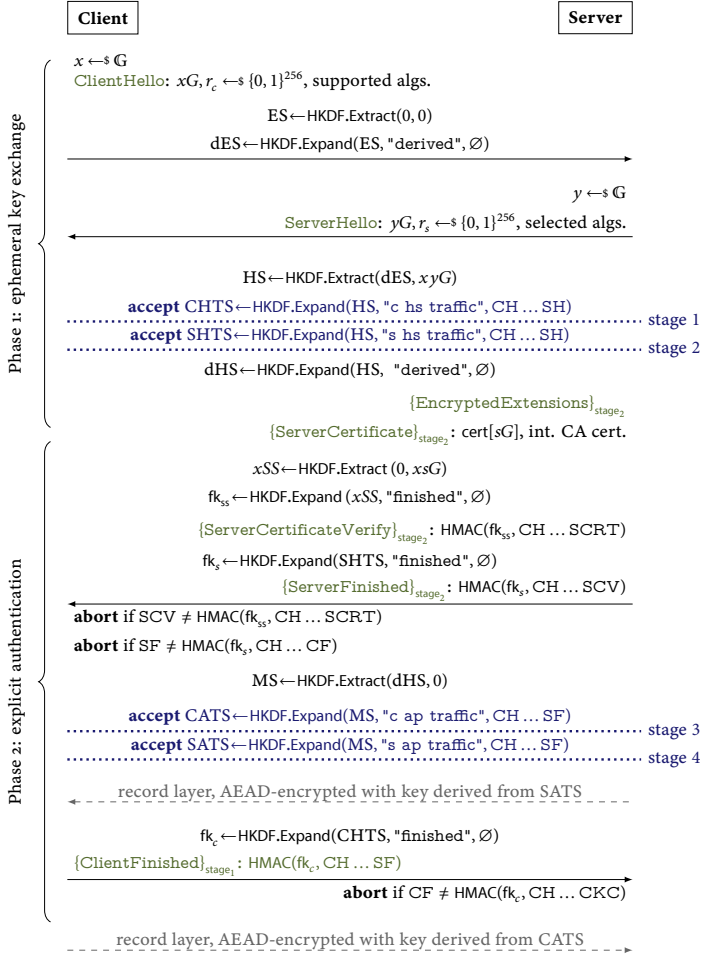 Client
Server
x ←$ 𝔾
ClientHello: xG, r_c ←$ {0, 1}^256, supported algs.
ES←HKDF.Extract(0, 0)
dES←HKDF.Expand(ES, "derived", ∅)
y ←$ 𝔾
ServerHello: yG, r_s ←$ {0, 1}^256, selected algs.
HS←HKDF.Extract(dES, xyG)
accept CHTS←HKDF.Expand(HS, "c hs traffic", CH … SH)
stage 1
accept SHTS←HKDF.Expand(HS, "s hs traffic", CH … SH)
stage 2
dHS←HKDF.Expand(HS, "derived", ∅)
{EncryptedExtensions}_stage_2
{ServerCertificate}_stage_2: cert[sG], int. CA cert.
Phase 1: ephemeral key exchange
xSS←HKDF.Extract (0, xsG)
fk_ss←HKDF.Expand (xSS, "finished", ∅)
{ServerCertificateVerify}_stage_2: HMAC(fk_ss, CH … SCRT)
fk_s←HKDF.Expand(SHTS, "finished", ∅)
{ServerFinished}_stage_2: HMAC(fk_s, CH … SCV)
abort if SCV ≠ HMAC(fk_ss, CH … SCRT)
abort if SF ≠ HMAC(fk_s, CH … CF)
MS←HKDF.Extract(dHS, 0)
accept CATS←HKDF.Expand(MS, "c ap traffic", CH … SF)
stage 3
accept SATS←HKDF.Expand(MS, "s ap traffic", CH … SF)
stage 4
record layer, AEAD-encrypted with key derived from SATS
fk_c←HKDF.Expand(CHTS, "finished", ∅)
{ClientFinished}_stage_1: HMAC(fk_c, CH … SF)
abort if CF ≠ HMAC(fk_c, CH … CKC)
Phase 2: explicit authentication
record layer, AEAD-encrypted with key derived from CATS